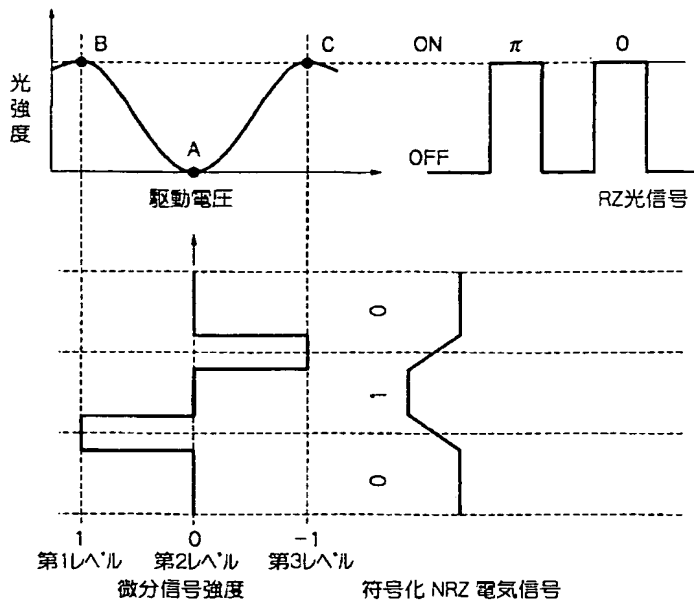 B
C
ON
π
0
光強度
A
OFF
駆動電圧
RZ光信号
0
1
0
1
0
-1
第1レベル
第2レベル
第3レベル
微分信号強度
符号化 NRZ 電気信号